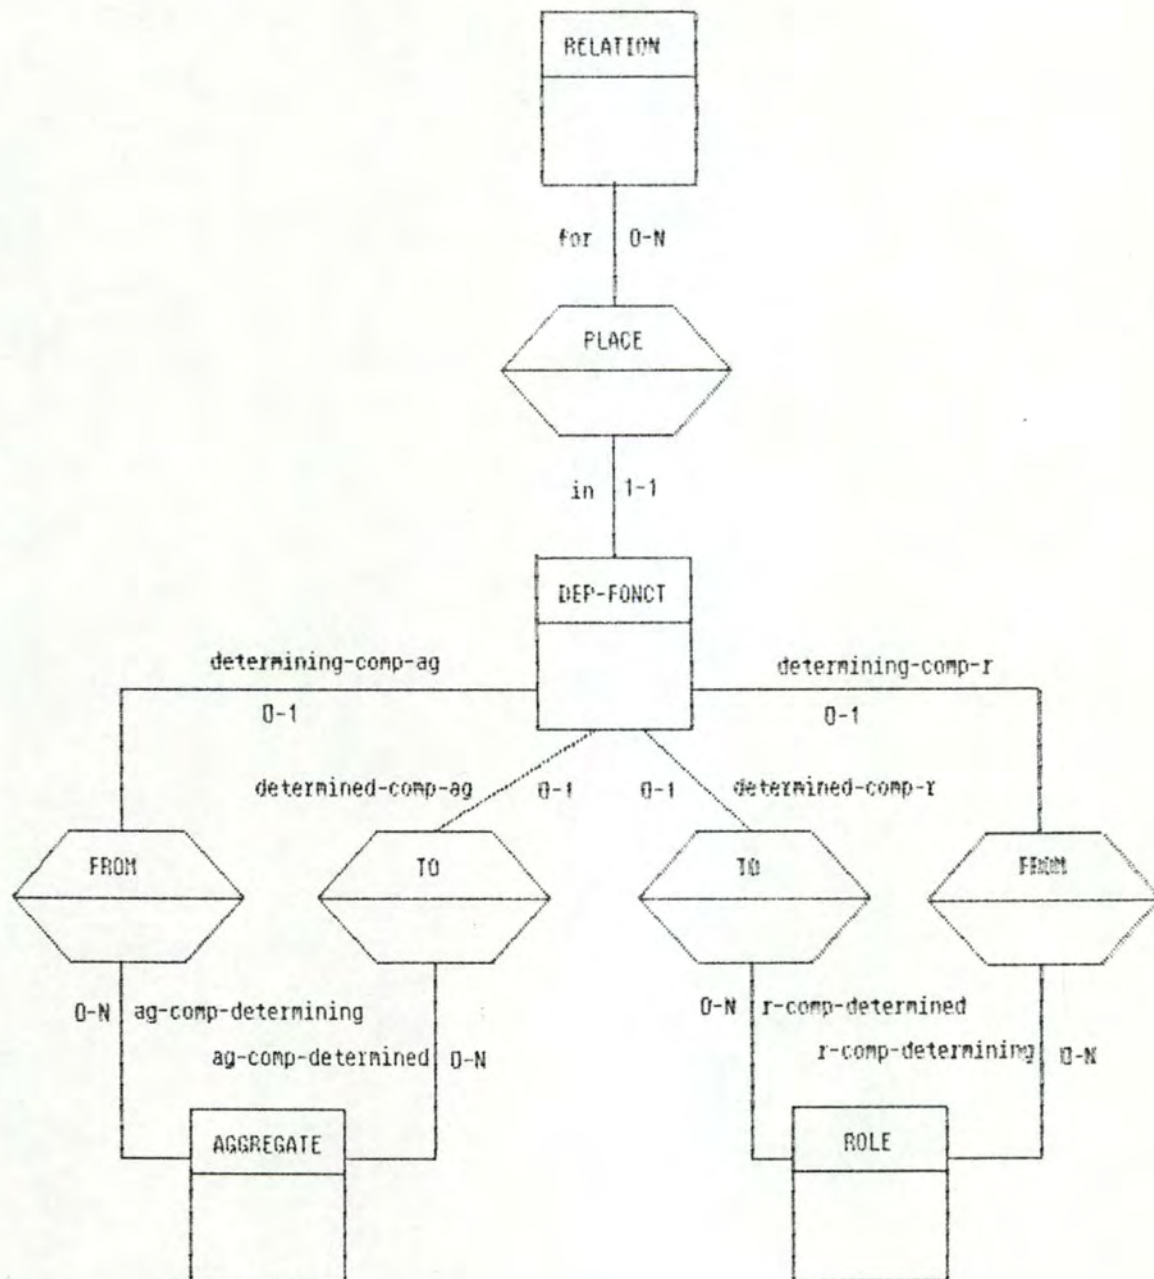 RELATION
for 0-N
PLACE
in 1-1
DEP-FONCT
determining-comp-ag determining-comp-r
0-1 0-1
determined-comp-ag 0-1 0-1 determined-comp-r
FROM TO TO FROM
0-N ag-comp-determining 0-N r-comp-determined
ag-comp-determined 0-N r-comp-determining 0-N
AGGREGATE ROLE